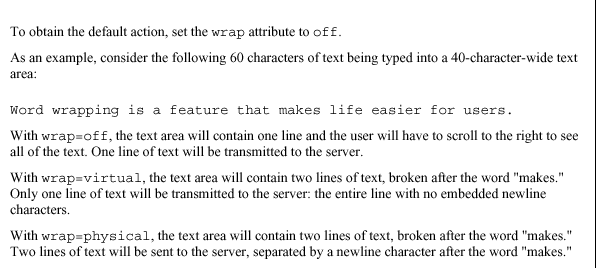 To obtain the default action, set the wrap attribute to off.
As an example, consider the following 60 characters of text being typed into a 40-character-wide text
area:
Word wrapping is a feature that makes life easier for users.
With wrap=off, the text area will contain one line and the user will have to scroll to the right to see
all of the text. One line of text will be transmitted to the server.
With wrap=virtual, the text area will contain two lines of text, broken after the word "makes."
Only one line of text will be transmitted to the server: the entire line with no embedded newline
characters.
With wrap=physical, the text area will contain two lines of text, broken after the word "makes."
Two lines of text will be sent to the server, separated by a newline character after the word "makes."